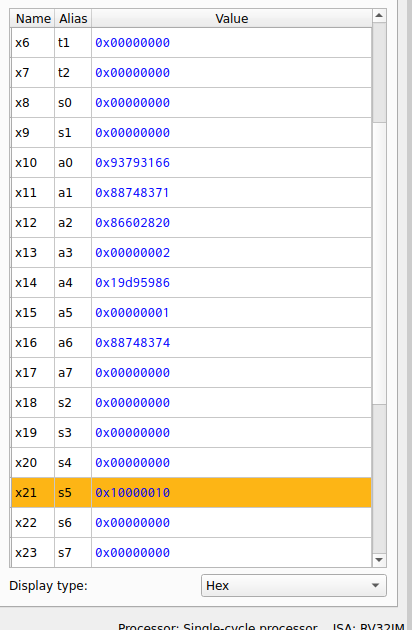 Name Alias Value
x6 t1 0x00000000
x7 t2 0x00000000
x8 s0 0x00000000
x9 s1 0x00000000
x10 a0 0x93793166
x11 a1 0x88748371
x12 a2 0x86602820
x13 a3 0x00000002
x14 a4 0x19d95986
x15 a5 0x00000001
x16 a6 0x88748374
x17 a7 0x00000000
x18 s2 0x00000000
x19 s3 0x00000000
x20 s4 0x00000000
x21 s5 0x10000010
x22 s6 0x00000000
x23 s7 0x00000000
Display type: Hex
Processor: Single-cycle processor ISA: RV32IM